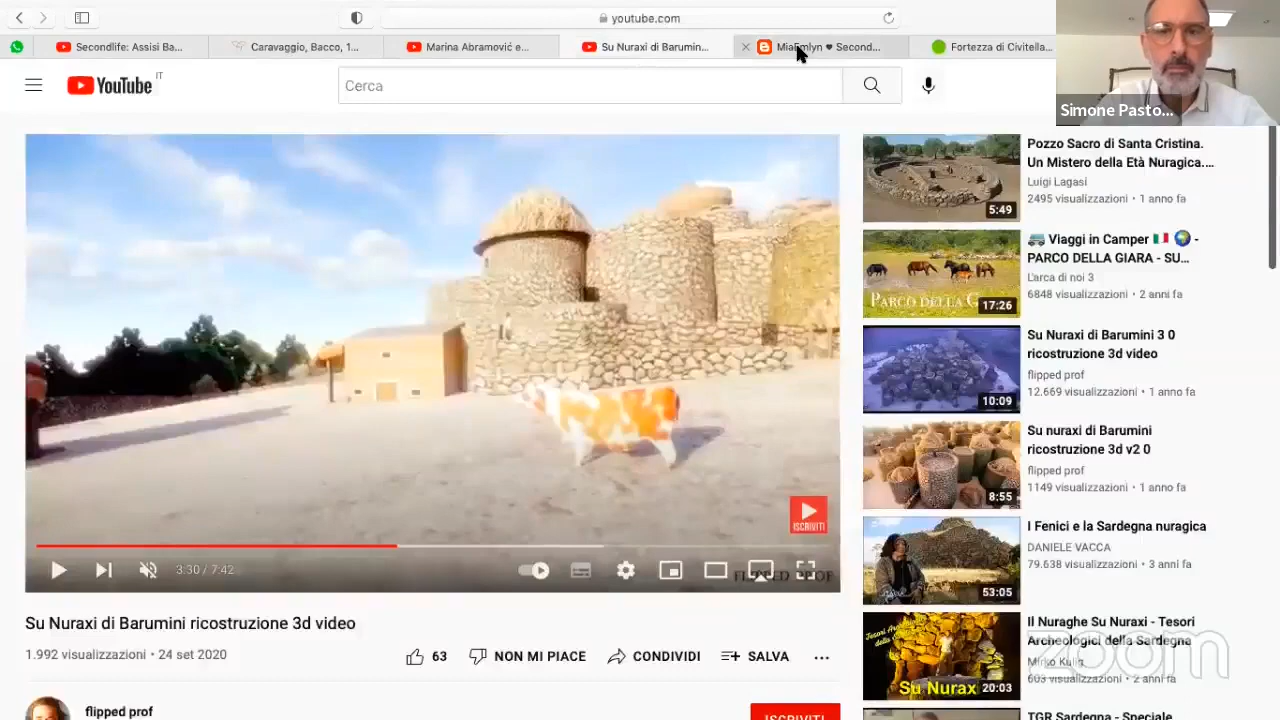 youtube.com
Secondlife: Assisi Ba...
Caravaggio, Bacco, 1...
Marina Abramović e...
Su Nuraxi di Barumin...
Second...
Fortezza di Civitella...
YouTube IT
Cerca
Simone Pasto...
ISCRIVITI
3:30 / 7:42
FLIPPED PROF
Su Nuraxi di Barumini ricostruzione 3d video
1.992 visualizzazioni • 24 set 2020
63
NON MI PIACE
CONDIVIDI
SALVA
flipped prof
ISCRIVITI
5:49
Pozzo Sacro di Santa Cristina.
Un Mistero della Età Nuragica....
Luigi Lagasi
2495 visualizzazioni • 1 anno fa
PARCO DELLA G
17:26
Viaggi in Camper
-
PARCO DELLA GIARA - SU...
L'arca di noi 3
6848 visualizzazioni • 2 anni fa
10:09
Su Nuraxi di Barumini 3 0
ricostruzione 3d video
flipped prof
12.669 visualizzazioni • 1 anno fa
8:55
Su nuraxi di Barumini
ricostruzione 3d v2 0
flipped prof
1149 visualizzazioni • 1 anno fa
53:05
I Fenici e la Sardegna nuragica
DANIELE VACCA
79.638 visualizzazioni • 3 anni fa
Su Nurax
20:03
Il Nuraghe Su Nuraxi - Tesori
Archeologici della Sardegna
Mirko Kulig
603 visualizzazioni • 2 anni fa
zoom
TGR Sardegna - Speciale